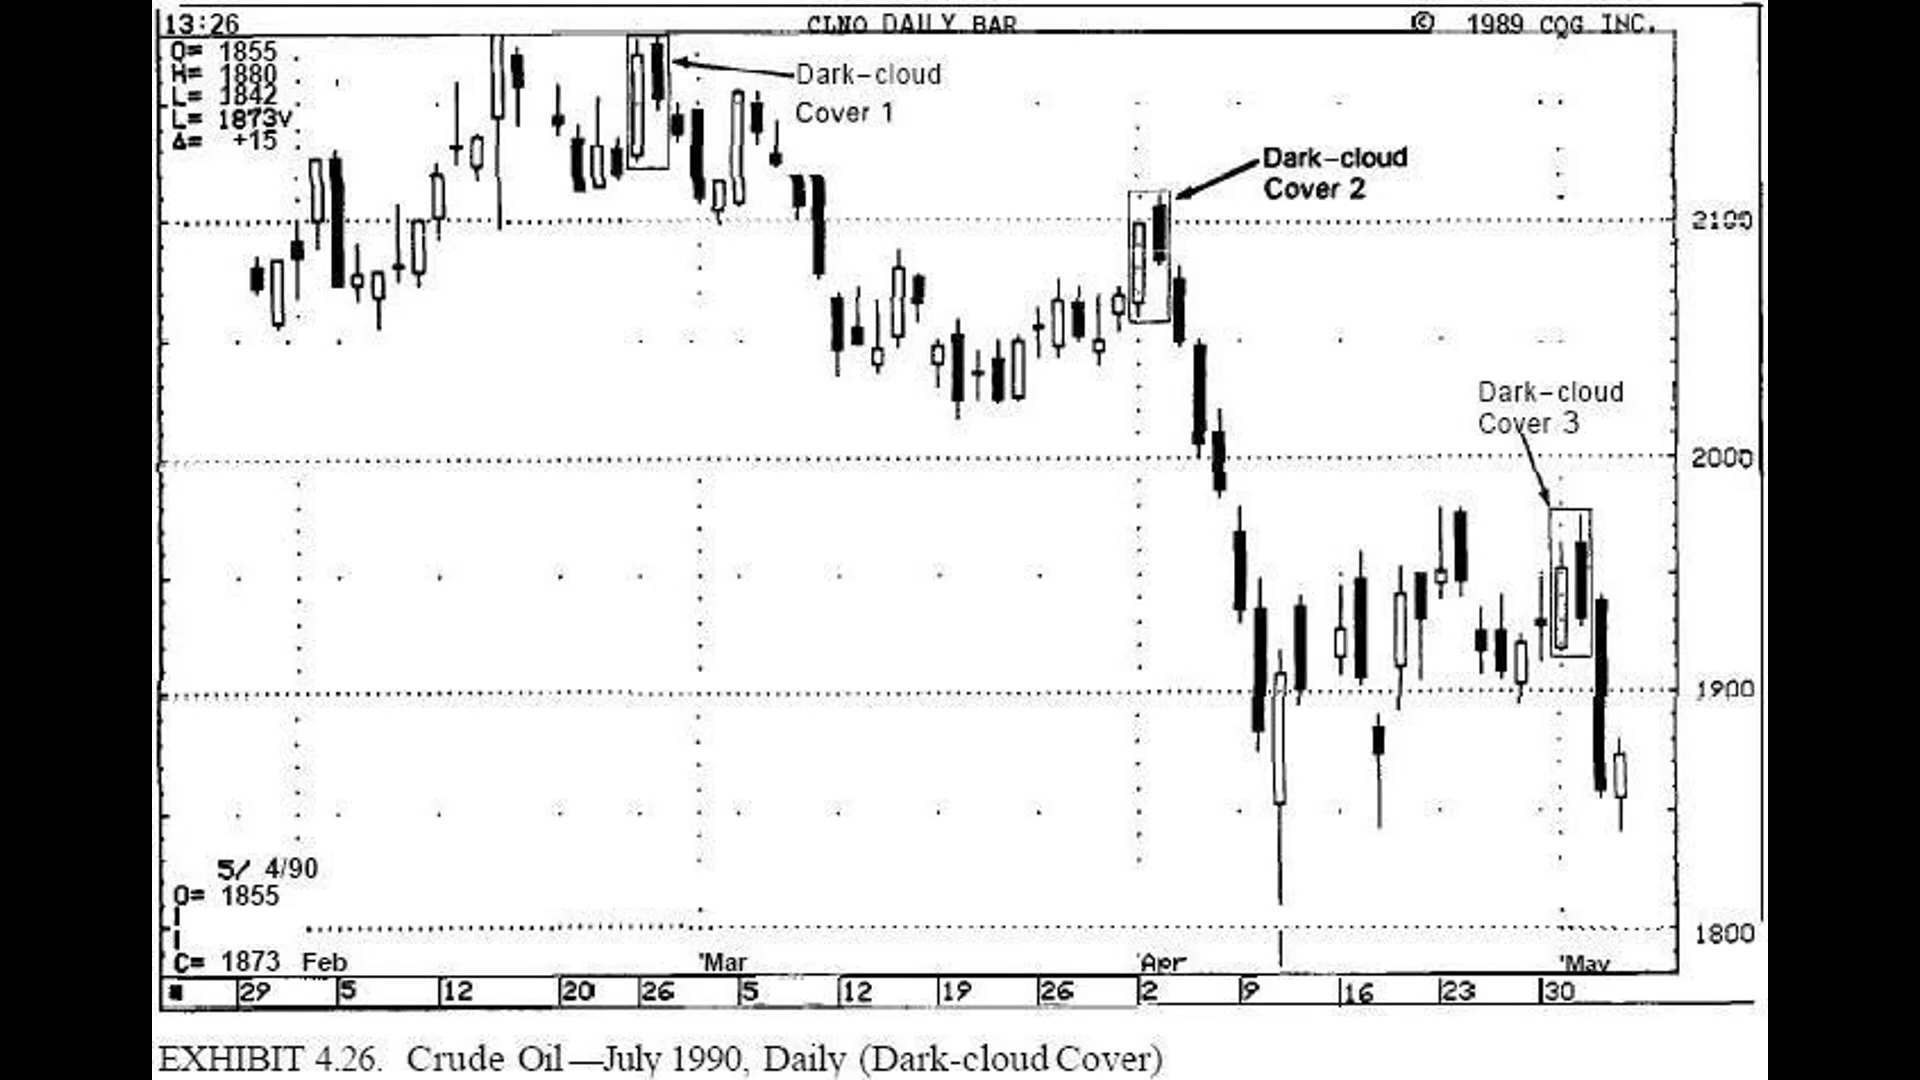 13:26 CLNO DAILY BAR © 1989 CQG INC.
O= 1855
H= 1880
L= 1842
L= 1873V
Δ= +15
Dark-cloud
Cover 1
Dark-cloud
Cover 2
2100
Dark-cloud
Cover 3
2000
1900
5/ 4/90
O= 1855
1800
C= 1873 Feb Mar Apr May
29 5 12 20 26 5 12 19 26 2 9 16 23 30
EXHIBIT 4.26. Crude Oil—July 1990, Daily (Dark-cloud Cover)